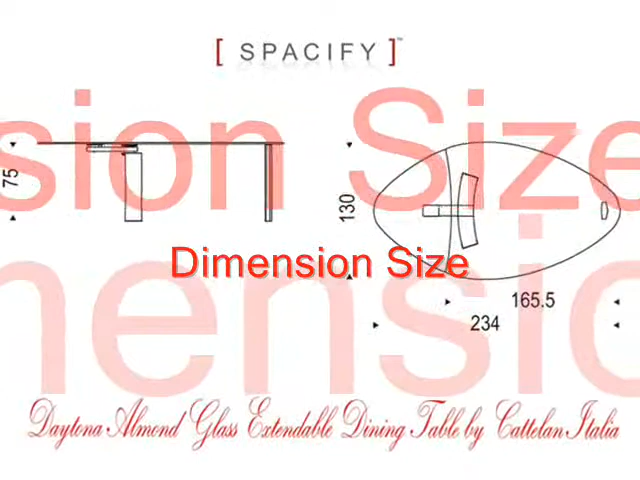 [ SPACIFY ]™
sion Size
75
130
Dimension Size
mensio
165.5
234
Daytona Almond Glass Extendable Dining Table by Cattelan Italia